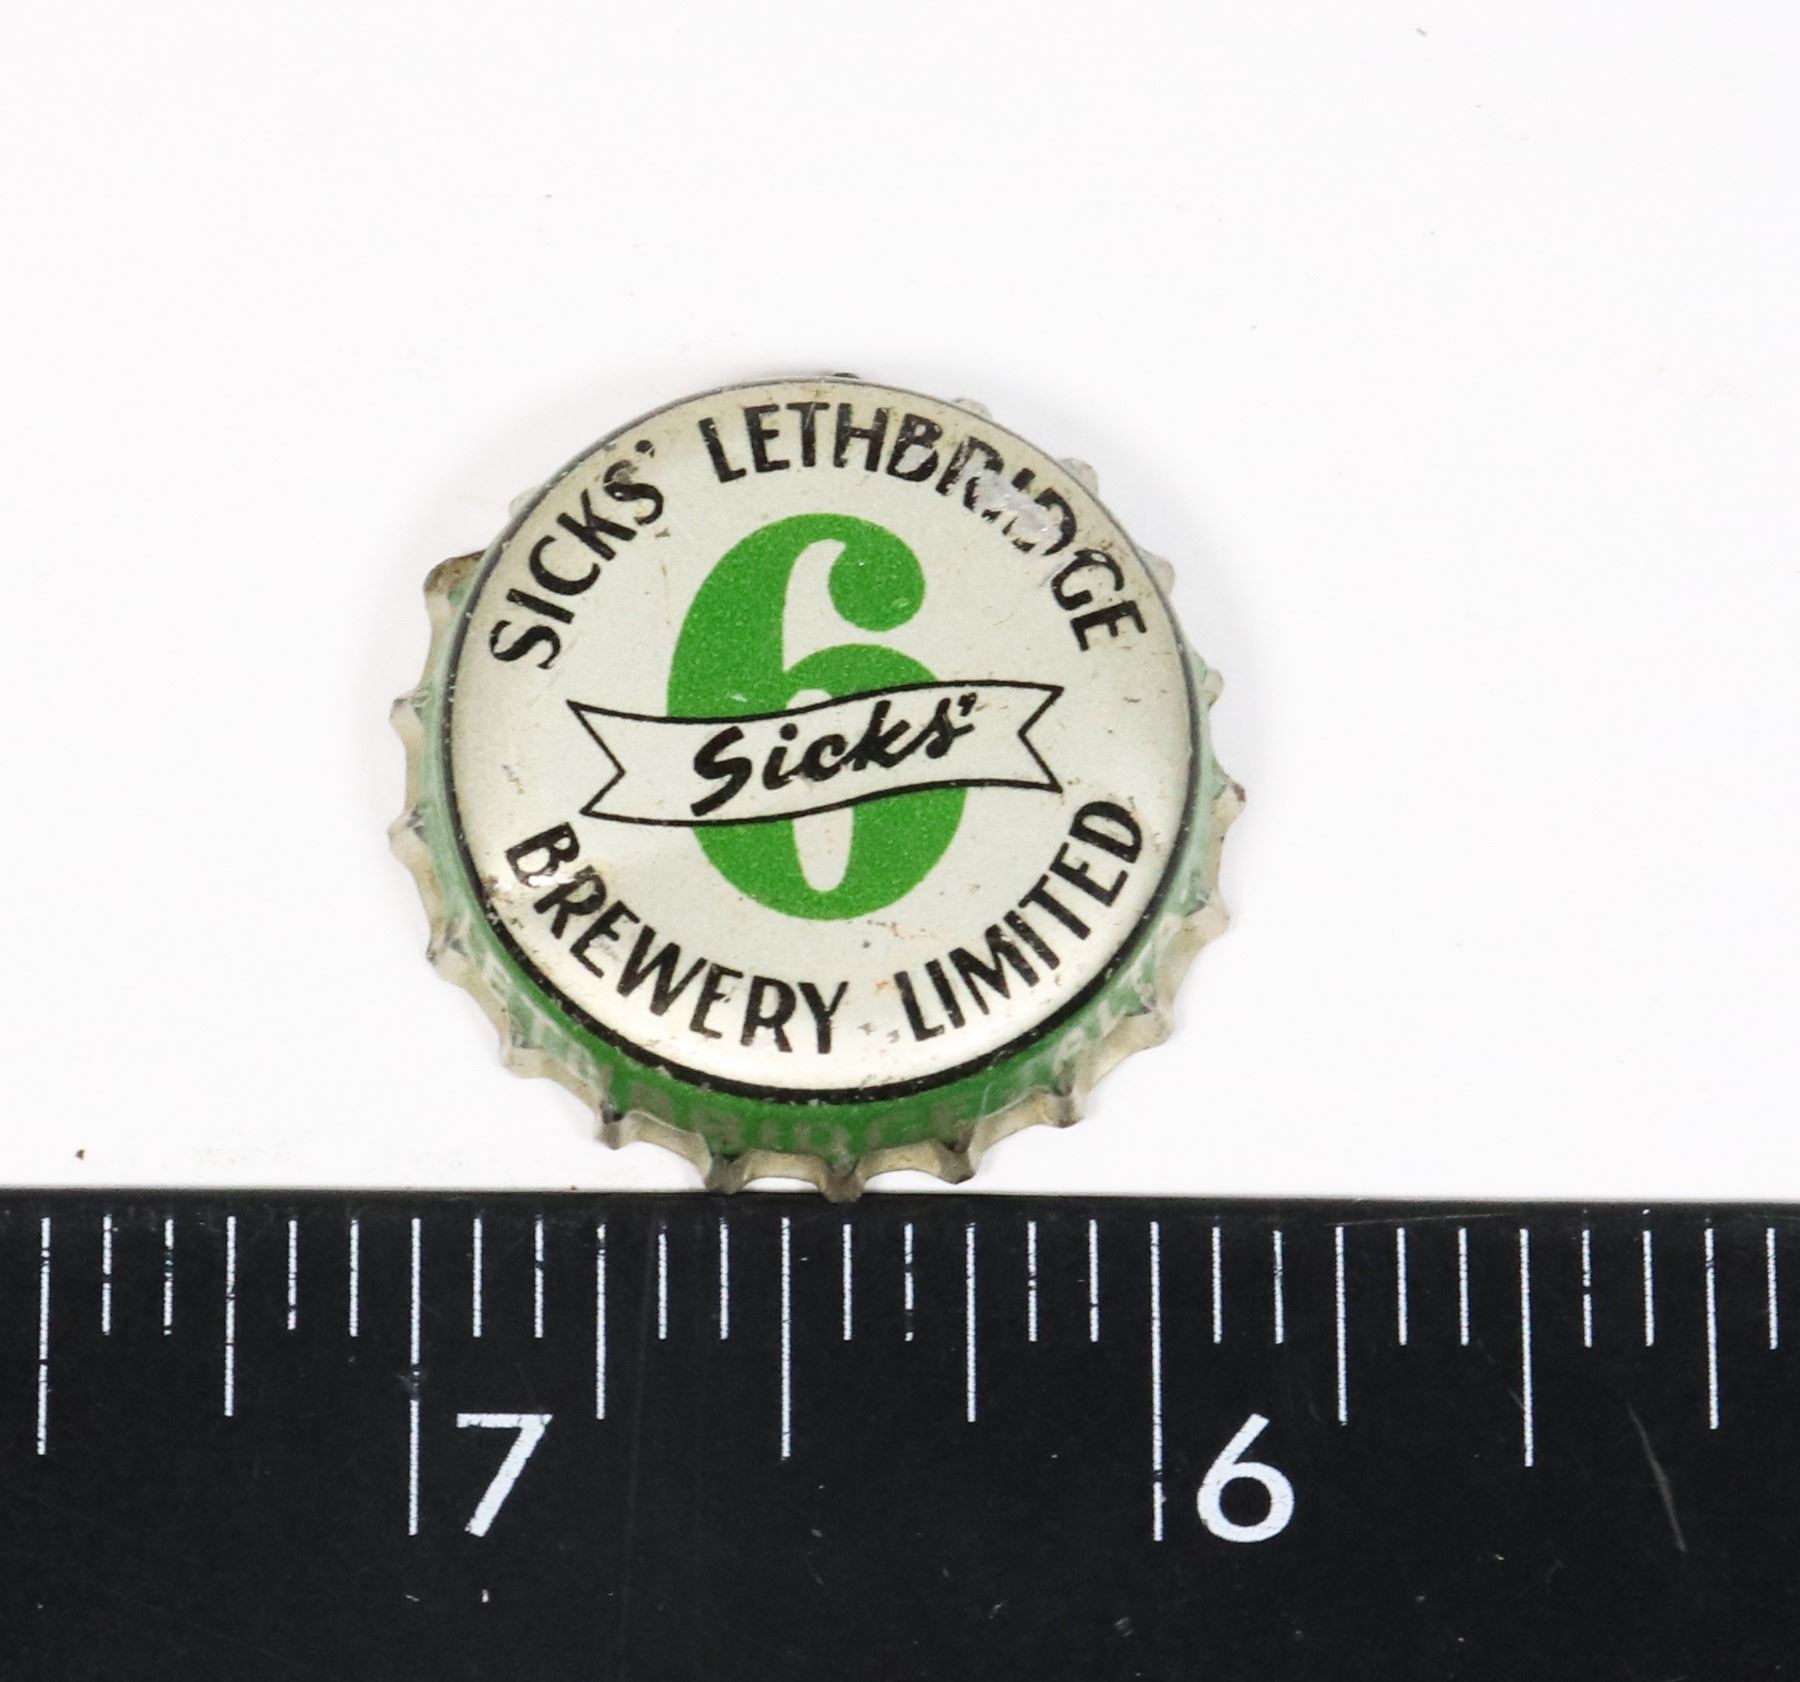 SICKS' LETHBRIDGE
6
Sicks'
BREWERY LIMITED
7 6